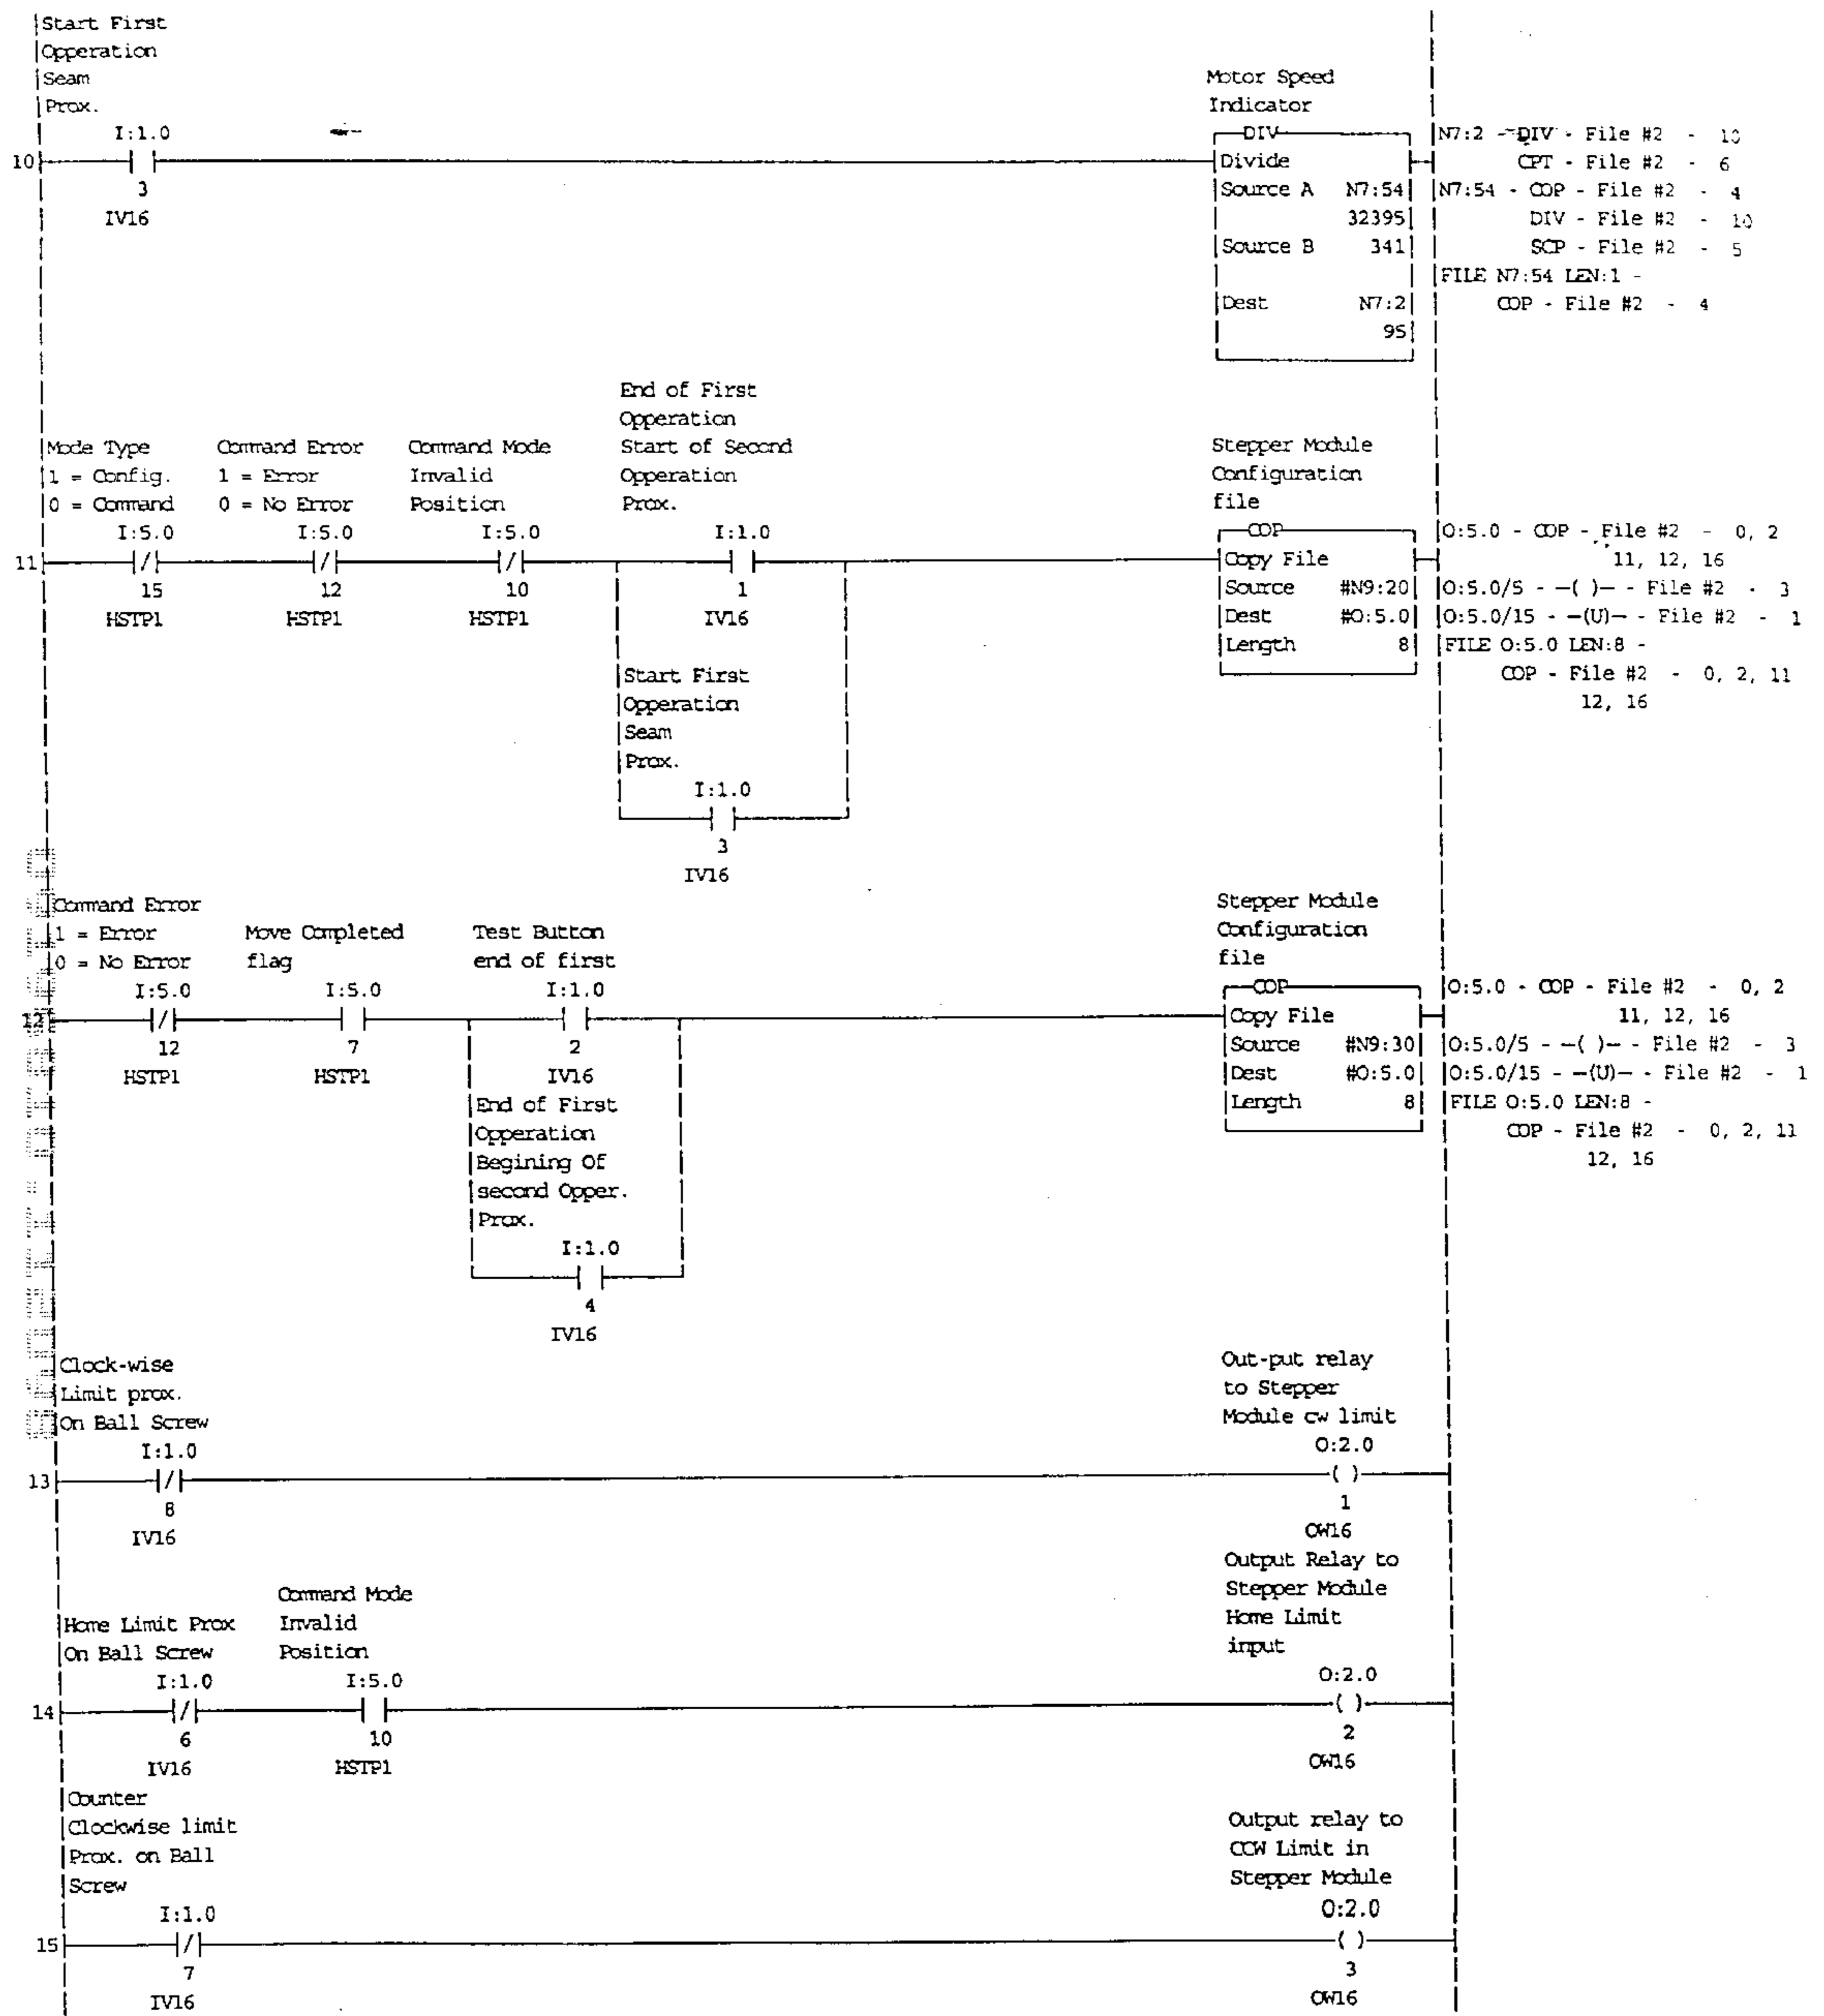 Start First
Opperation
Seam
Prox.
I:1.0
10
3
IV16
Motor Speed
Indicator
DIV
Divide
Source A N7:54
32395
Source B 341
Dest N7:2
95
N7:2 - DIV - File #2 - 10
CPT - File #2 - 6
N7:54 - COP - File #2 - 4
DIV - File #2 - 10
SCP - File #2 - 5
FILE N7:54 LEN:1 -
COP - File #2 - 4
Mode Type
1 = Config.
0 = Command
I:5.0
11
15
HSTP1
Command Error
1 = Error
0 = No Error
I:5.0
12
HSTP1
Command Mode
Invalid
Position
I:5.0
10
HSTP1
End of First
Opperation
Start of Second
Opperation
Prox.
I:1.0
1
IV16
Start First
Opperation
Seam
Prox.
I:1.0
3
IV16
Stepper Module
Configuration
file
COP
Copy File
Source #N9:20
Dest #O:5.0
Length 8
O:5.0 - COP - File #2 - 0, 2
11, 12, 16
O:5.0/5 - -( )- - File #2 - 3
O:5.0/15 - -(U)- - File #2 - 1
FILE O:5.0 LEN:8 -
COP - File #2 - 0, 2, 11
12, 16
Command Error
1 = Error
0 = No Error
I:5.0
12
12
HSTP1
Move Completed
flag
I:5.0
7
HSTP1
Test Button
end of first
I:1.0
2
IV16
End of First
Opperation
Begining Of
second Opper.
Prox.
I:1.0
4
IV16
Stepper Module
Configuration
file
COP
Copy File
Source #N9:30
Dest #O:5.0
Length 8
O:5.0 - COP - File #2 - 0, 2
11, 12, 16
O:5.0/5 - -( )- - File #2 - 3
O:5.0/15 - -(U)- - File #2 - 1
FILE O:5.0 LEN:8 -
COP - File #2 - 0, 2, 11
12, 16
Clock-wise
Limit prox.
On Ball Screw
I:1.0
13
8
IV16
Out-put relay
to Stepper
Module cw limit
O:2.0
1
OW16
Home Limit Prox
On Ball Screw
I:1.0
14
6
IV16
Command Mode
Invalid
Position
I:5.0
10
HSTP1
Output Relay to
Stepper Module
Home Limit
input
O:2.0
2
OW16
Counter
Clockwise limit
Prox. on Ball
Screw
I:1.0
15
7
IV16
Output relay to
CCW Limit in
Stepper Module
O:2.0
3
OW16